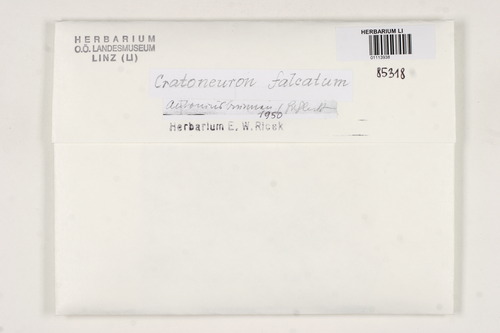 HERBARIUM
O.Ö. LANDESMUSEUM
LINZ (LI)
HERBARIUM LI
85318
Cratoneuron falcatum
1950
Herbarium E. W. Ricek